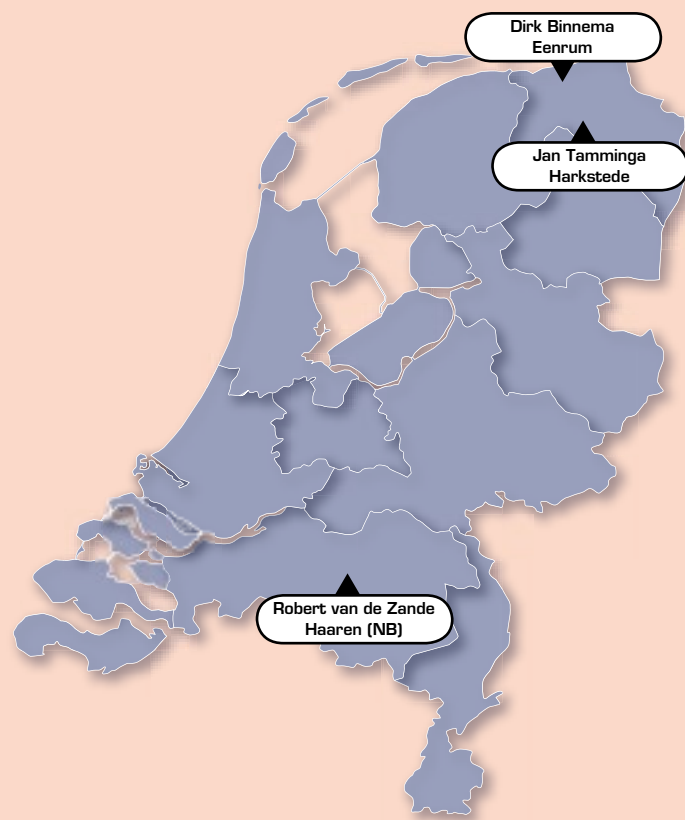 Dirk Binnema
Eenrum
Jan Tamminga
Harkstede
Robert van de Zande
Haaren (NB)